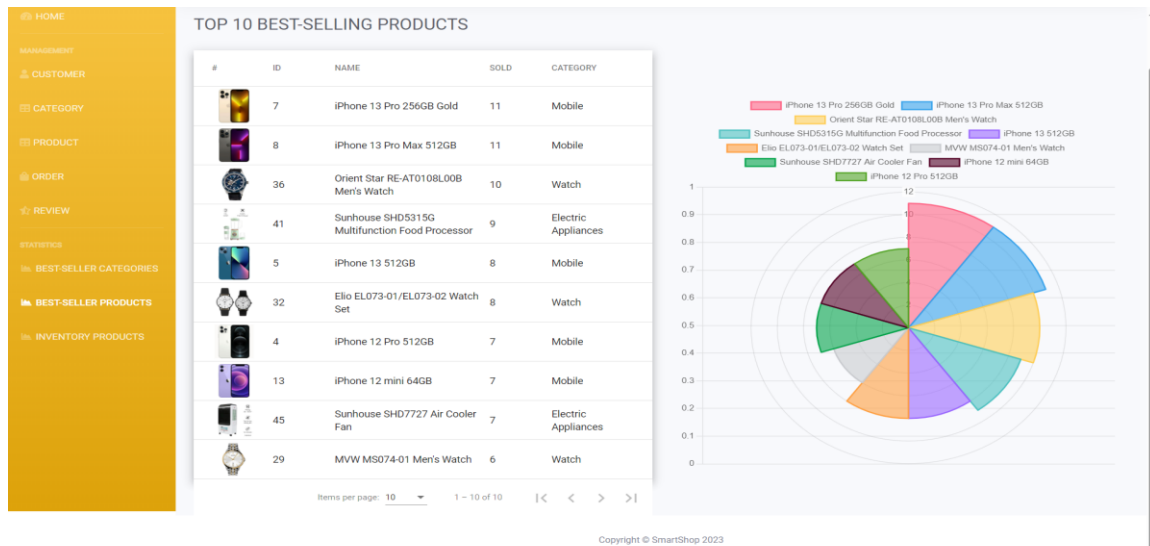 HOME
MANAGEMENT
CUSTOMER
CATEGORY
PRODUCT
ORDER
REVIEW
STATISTICS
BEST-SELLER CATEGORIES
BEST-SELLER PRODUCTS
INVENTORY PRODUCTS
TOP 10 BEST-SELLING PRODUCTS
# ID NAME SOLD CATEGORY
7 iPhone 13 Pro 256GB Gold 11 Mobile
8 iPhone 13 Pro Max 512GB 11 Mobile
36 Orient Star RE-AT0108L00B 10 Watch
Men's Watch
41 Sunhouse SHD5315G 9 Electric
Multifunction Food Processor Appliances
5 iPhone 13 512GB 8 Mobile
32 Elio EL073-01/EL073-02 Watch 8 Watch
Set
4 iPhone 12 Pro 512GB 7 Mobile
13 iPhone 12 mini 64GB 7 Mobile
45 Sunhouse SHD7727 Air Cooler 7 Electric
Fan Appliances
29 MVW MS074-01 Men's Watch 6 Watch
Items per page: 10 1 – 10 of 10
iPhone 13 Pro 256GB Gold iPhone 13 Pro Max 512GB
Orient Star RE-AT0108L00B Men's Watch
Sunhouse SHD5315G Multifunction Food Processor iPhone 13 512GB
Elio EL073-01/EL073-02 Watch Set MVW MS074-01 Men's Watch
Sunhouse SHD7727 Air Cooler Fan iPhone 12 mini 64GB
iPhone 12 Pro 512GB
1
0.9
0.8
0.7
0.6
0.5
0.4
0.3
0.2
0.1
0
12
10
8
6
4
2
Copyright © SmartShop 2023